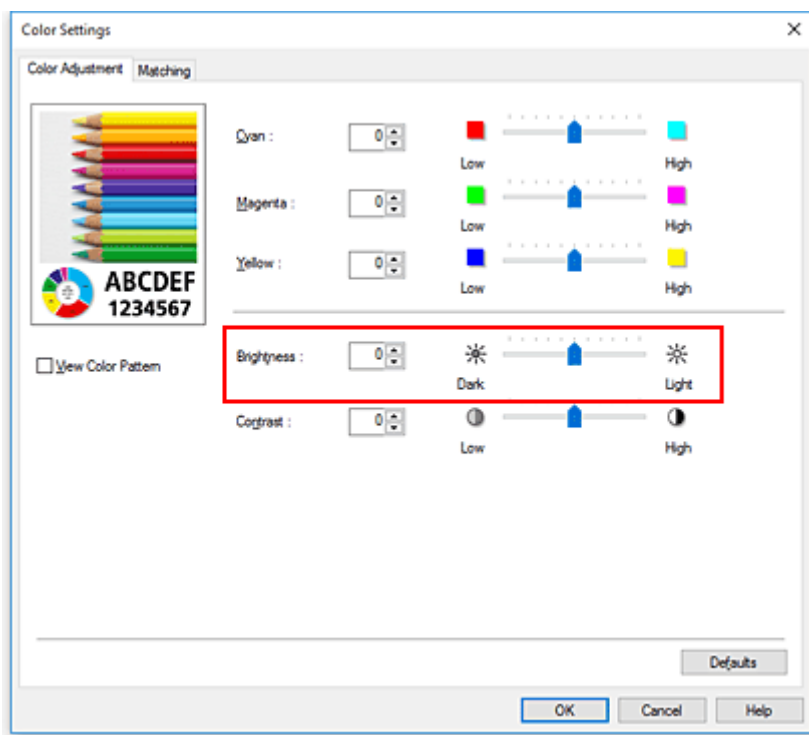 Color Settings
Color Adjustment Matching
Cyan : 0
Low High
Magenta : 0
Low High
Yellow : 0
Low High
ABCDEF
1234567
View Color Pattern
Brightness : 0
Dark Light
Contrast : 0
Low High
Defaults
OK Cancel Help